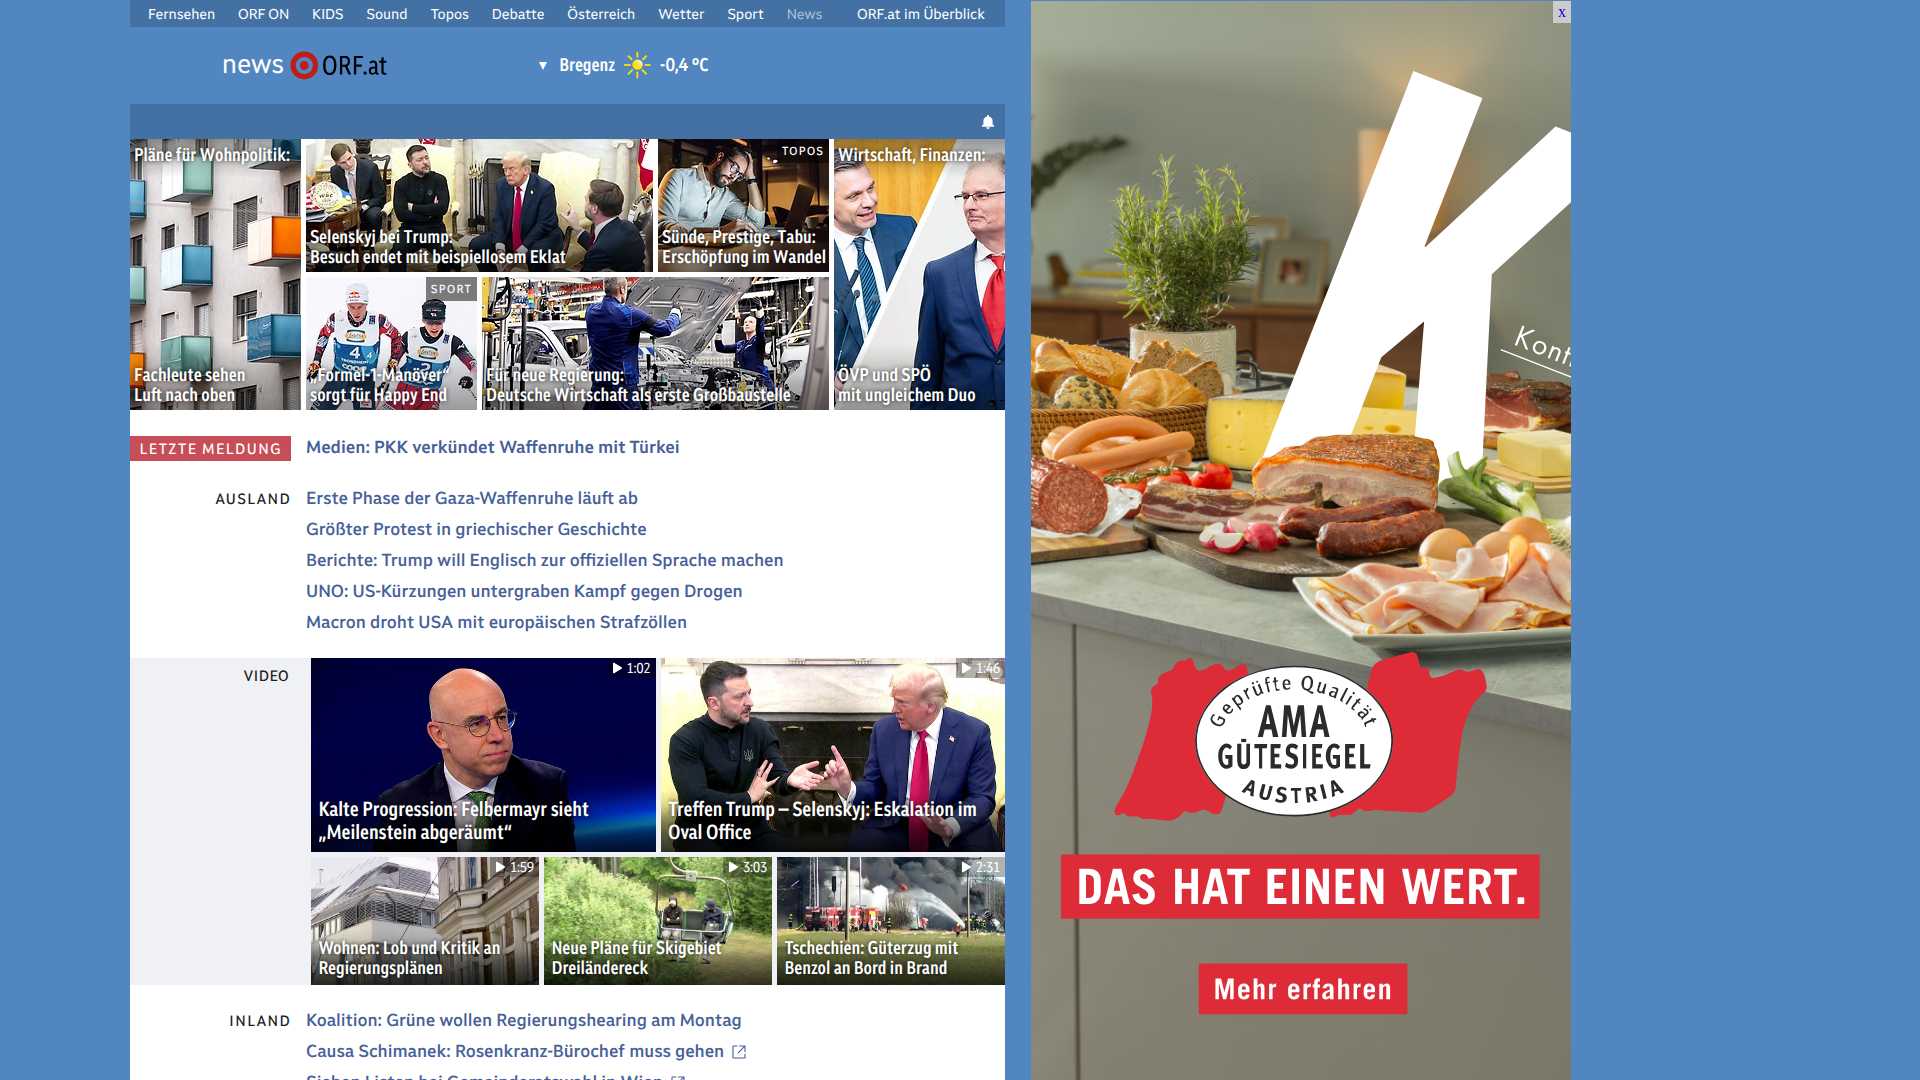 Fernsehen ORF ON KIDS Sound Topos Debatte Österreich Wetter Sport News ORF.at im Überblick
news ORF.at
Bregenz -0,4 °C
Pläne für Wohnpolitik:
Fachleute sehen
Luft nach oben
Selenskyj bei Trump:
Besuch endet mit beispiellosem Eklat
TOPOS
Sünde, Prestige, Tabu:
Erschöpfung im Wandel
SPORT
„Formel-1-Manöver“
sorgt für Happy End
Für neue Regierung:
Deutsche Wirtschaft als erste Großbaustelle
Wirtschaft, Finanzen:
ÖVP und SPÖ
mit ungleichem Duo
LETZTE MELDUNG
Medien: PKK verkündet Waffenruhe mit Türkei
AUSLAND
Erste Phase der Gaza-Waffenruhe läuft ab
Größter Protest in griechischer Geschichte
Berichte: Trump will Englisch zur offiziellen Sprache machen
UNO: US-Kürzungen untergraben Kampf gegen Drogen
Macron droht USA mit europäischen Strafzöllen
VIDEO
1:02
Kalte Progression: Felbermayr sieht
„Meilenstein abgeräumt“
1:46
Treffen Trump – Selenskyj: Eskalation im
Oval Office
1:59
Wohnen: Lob und Kritik an
Regierungsplänen
3:03
Neue Pläne für Skigebiet
Dreiländereck
2:31
Tschechien: Güterzug mit
Benzol an Bord in Brand
INLAND
Koalition: Grüne wollen Regierungshearing am Montag
Causa Schimanek: Rosenkranz-Bürochef muss gehen
Sieben Listen bei Gemeinderatswahl in Wien
x
K
Kont
Geprüfte Qualität
AMA
GÜTESIEGEL
AUSTRIA
DAS HAT EINEN WERT.
Mehr erfahren